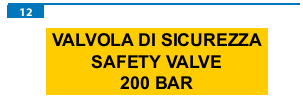 12
VALVOLA DI SICUREZZA
SAFETY VALVE
200 BAR